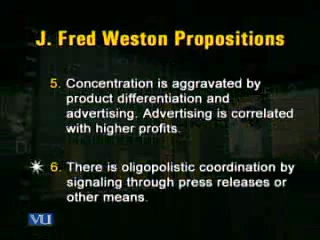 J. Fred Weston Propositions
5. Concentration is aggravated by
product differentiation and
advertising. Advertising is correlated
with higher profits.
6. There is oligopolistic coordination by
signaling through press releases or
other means.
VU